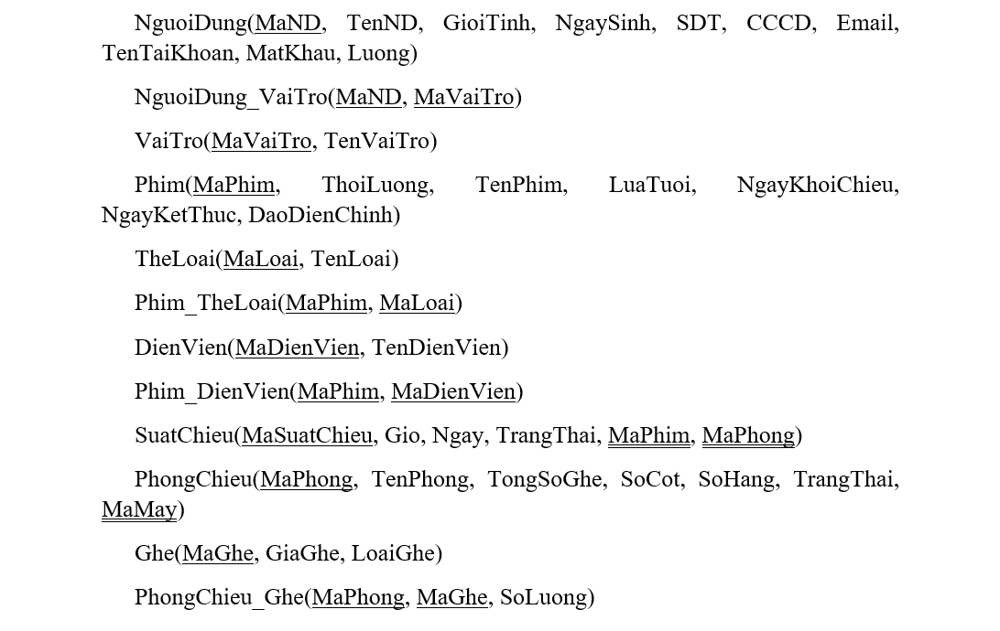 NguoiDung(MaND, TenND, GioiTinh, NgaySinh, SDT, CCCD, Email,
TenTaiKhoan, MatKhau, Luong)
NguoiDung_VaiTro(MaND, MaVaiTro)
VaiTro(MaVaiTro, TenVaiTro)
Phim(MaPhim, ThoiLuong, TenPhim, LuaTuoi, NgayKhoiChieu,
NgayKetThuc, DaoDienChinh)
TheLoai(MaLoai, TenLoai)
Phim_TheLoai(MaPhim, MaLoai)
DienVien(MaDienVien, TenDienVien)
Phim_DienVien(MaPhim, MaDienVien)
SuatChieu(MaSuatChieu, Gio, Ngay, TrangThai, MaPhim, MaPhong)
PhongChieu(MaPhong, TenPhong, TongSoGhe, SoCot, SoHang, TrangThai,
MaMay)
Ghe(MaGhe, GiaGhe, LoaiGhe)
PhongChieu_Ghe(MaPhong, MaGhe, SoLuong)